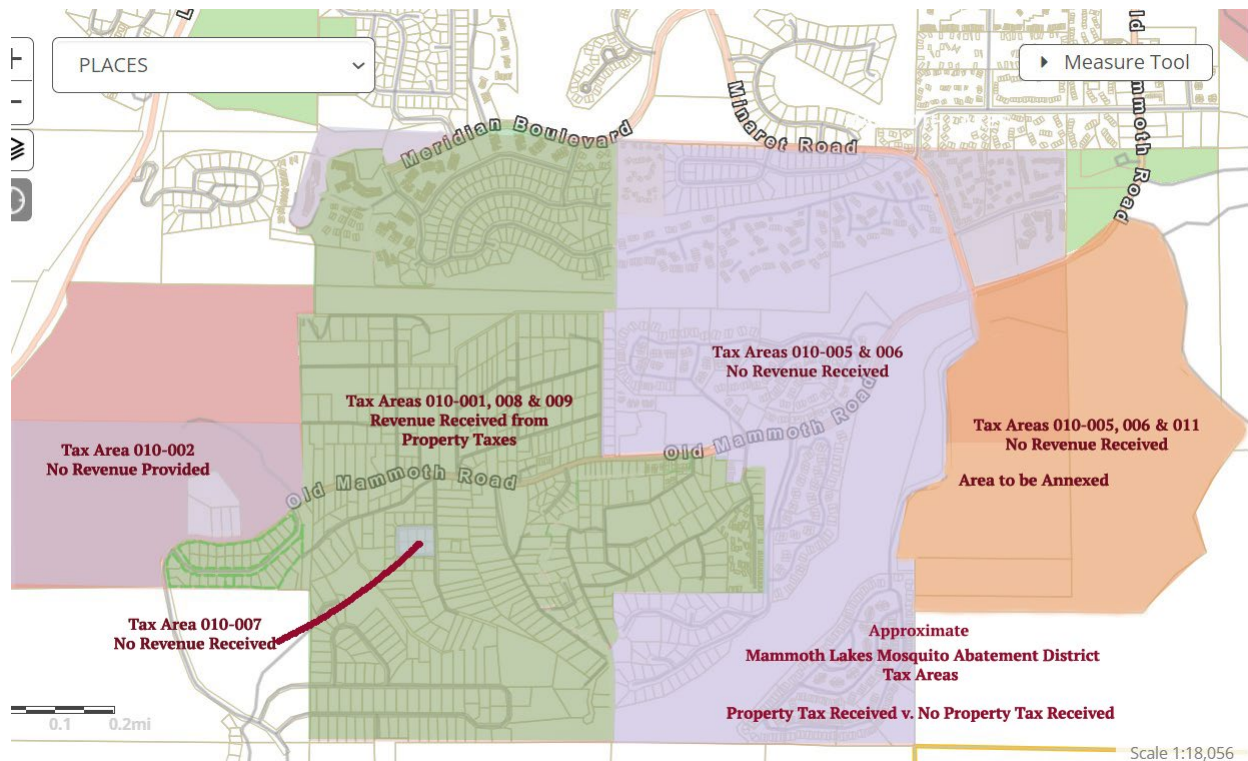 PLACES
Measure Tool
Meridian Boulevard
Minaret Road
Mammoth Road
Tax Areas 010-005 & 006
No Revenue Received
Tax Areas 010-001, 008 & 009
Revenue Received from
Property Taxes
Tax Areas 010-005, 006 & 011
No Revenue Received
Area to be Annexed
Tax Area 010-002
No Revenue Provided
Old Mammoth Road
Old Mammoth Road
Tax Area 010-007
No Revenue Received
Approximate
Mammoth Lakes Mosquito Abatement District
Tax Areas
Property Tax Received v. No Property Tax Received
0.1 0.2mi
Scale 1:18,056